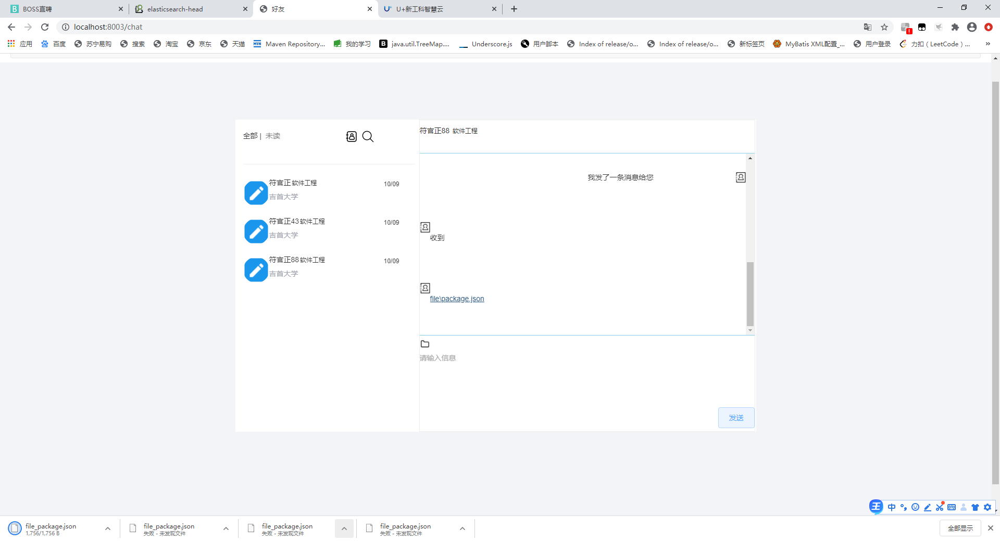 BOSS直聘
elasticsearch-head
好友
U+新工科智慧云
localhost:8003/chat
应用
百度
苏宁易购
搜索
淘宝
京东
天猫
MVN Maven Repository...
我的学习
B java.util.TreeMap....
Underscore.js
用户脚本
Index of release/o...
Index of release/o...
新标签页
MyBatis XML配置_...
用户登录
力扣（LeetCode）...
»
全部 | 未读
符官正软件工程
10/09
吉首大学
符官正43软件工程
10/09
吉首大学
符官正88软件工程
10/09
吉首大学
符官正88 软件工程
我发了一条消息给您
收到
file\package.json
请输入信息
发送
王 中
file_package.json
1,756/1,756 B
file_package.json
失败 - 未发现文件
file_package.json
失败 - 未发现文件
file_package.json
失败 - 未发现文件
全部显示